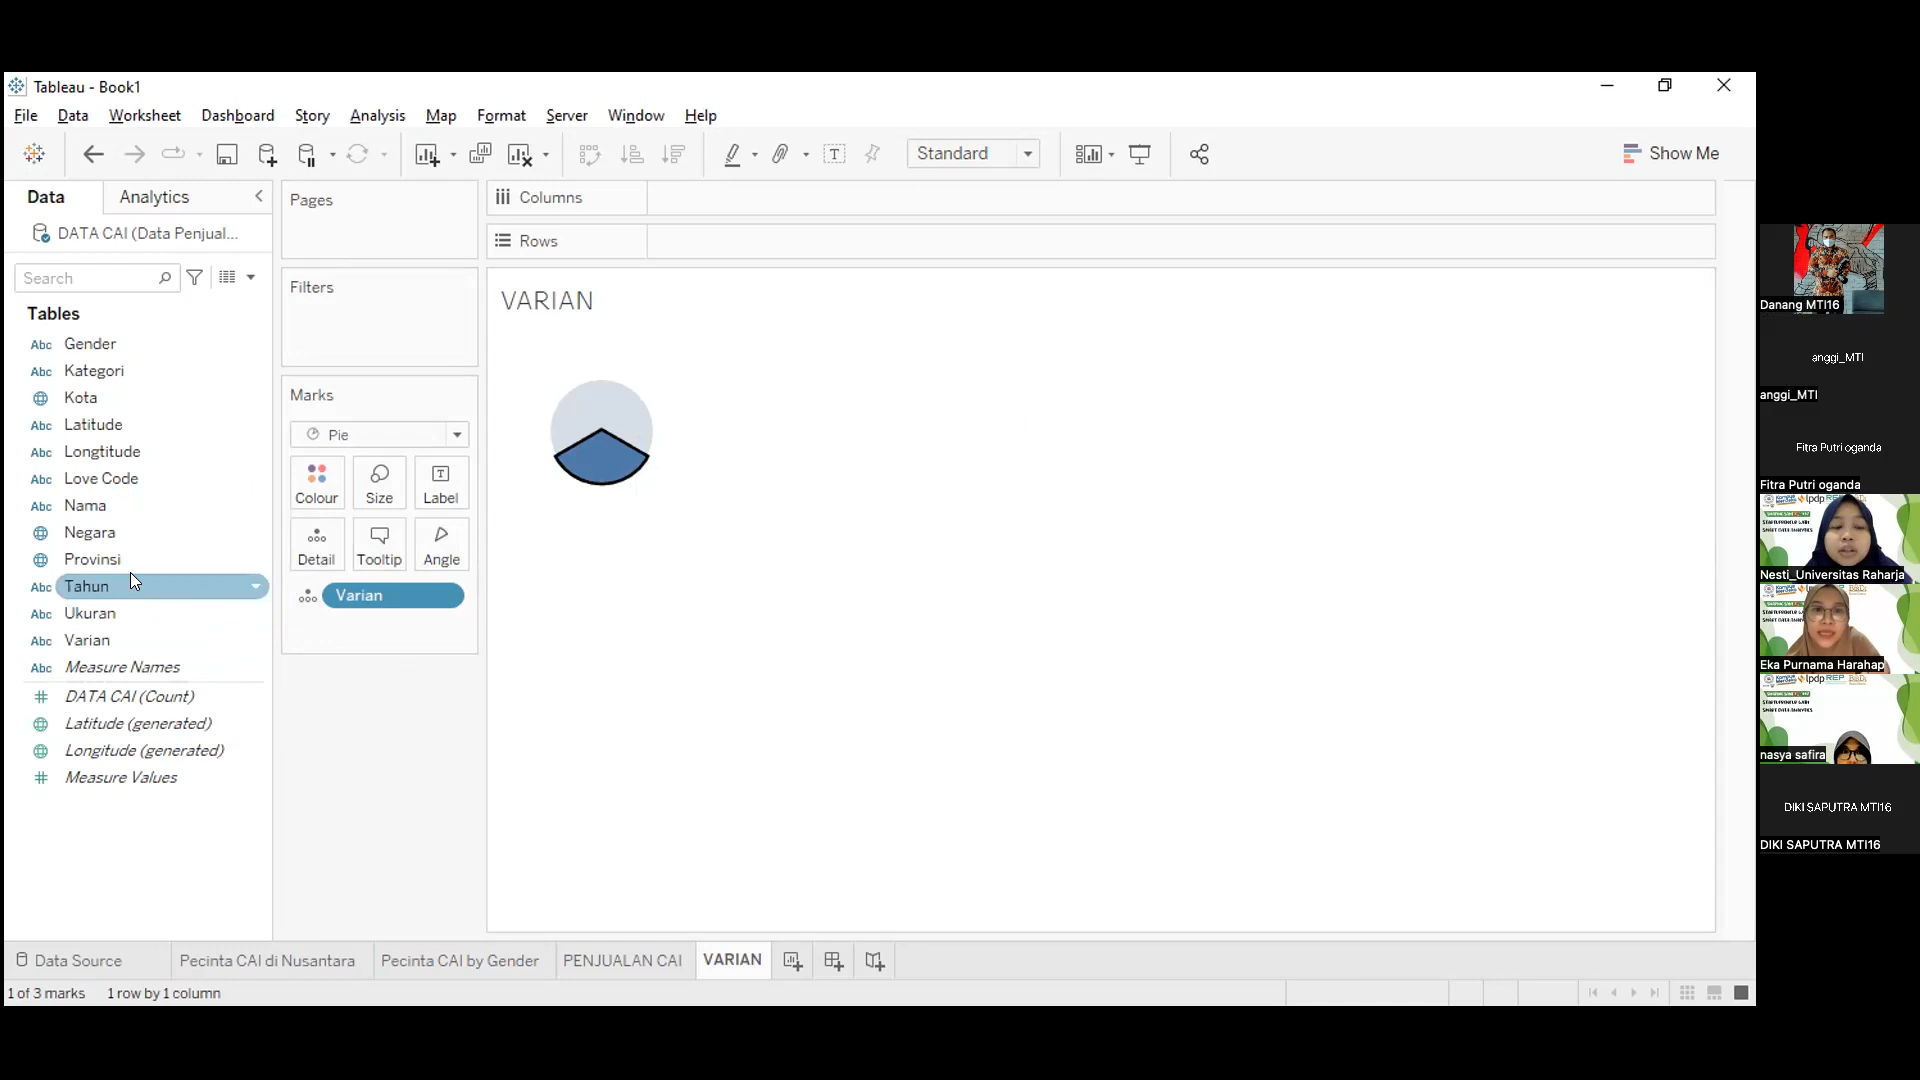 Tableau - Book1
File Data Worksheet Dashboard Story Analysis Map Format Server Window Help
Standard
Show Me
Data Analytics
DATA CAI (Data Penjual...
Search
Tables
Abc Gender
Abc Kategori
Kota
Abc Latitude
Abc Longtitude
Abc Love Code
Abc Nama
Negara
Provinsi
Abc Tahun
Abc Ukuran
Abc Varian
Abc Measure Names
# DATA CAI (Count)
Latitude (generated)
Longitude (generated)
# Measure Values
Pages
Filters
Marks
Pie
Colour Size Label
Detail Tooltip Angle
Varian
Columns
Rows
VARIAN
Data Source Pecinta CAI di Nusantara Pecinta CAI by Gender PENJUALAN CAI VARIAN
1 of 3 marks 1 row by 1 column
Danang MTI16
anggi_MTI
anggi_MTI
Fitra Putri oganda
Fitra Putri oganda
Nesti_Universitas Raharja
Eka Purnama Harahap
nasya safira
DIKI SAPUTRA MTI16
DIKI SAPUTRA MTI16